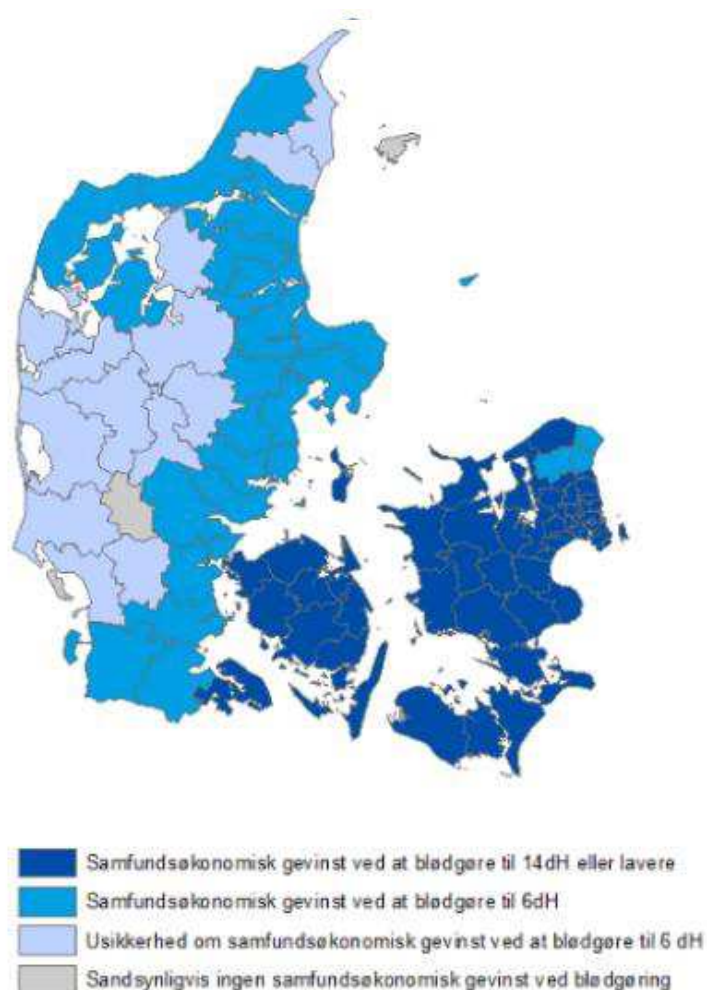 Samfundsøkonomisk gevinst ved at blødgøre til 14dH eller lavere
Samfundsøkonomisk gevinst ved at blødgøre til 6dH
Usikkerhed om samfundsøkonomisk gevinst ved at blødgøre til 6 dH
Sandsynligvis ingen samfundsøkonomisk gevinst ved blødgøring